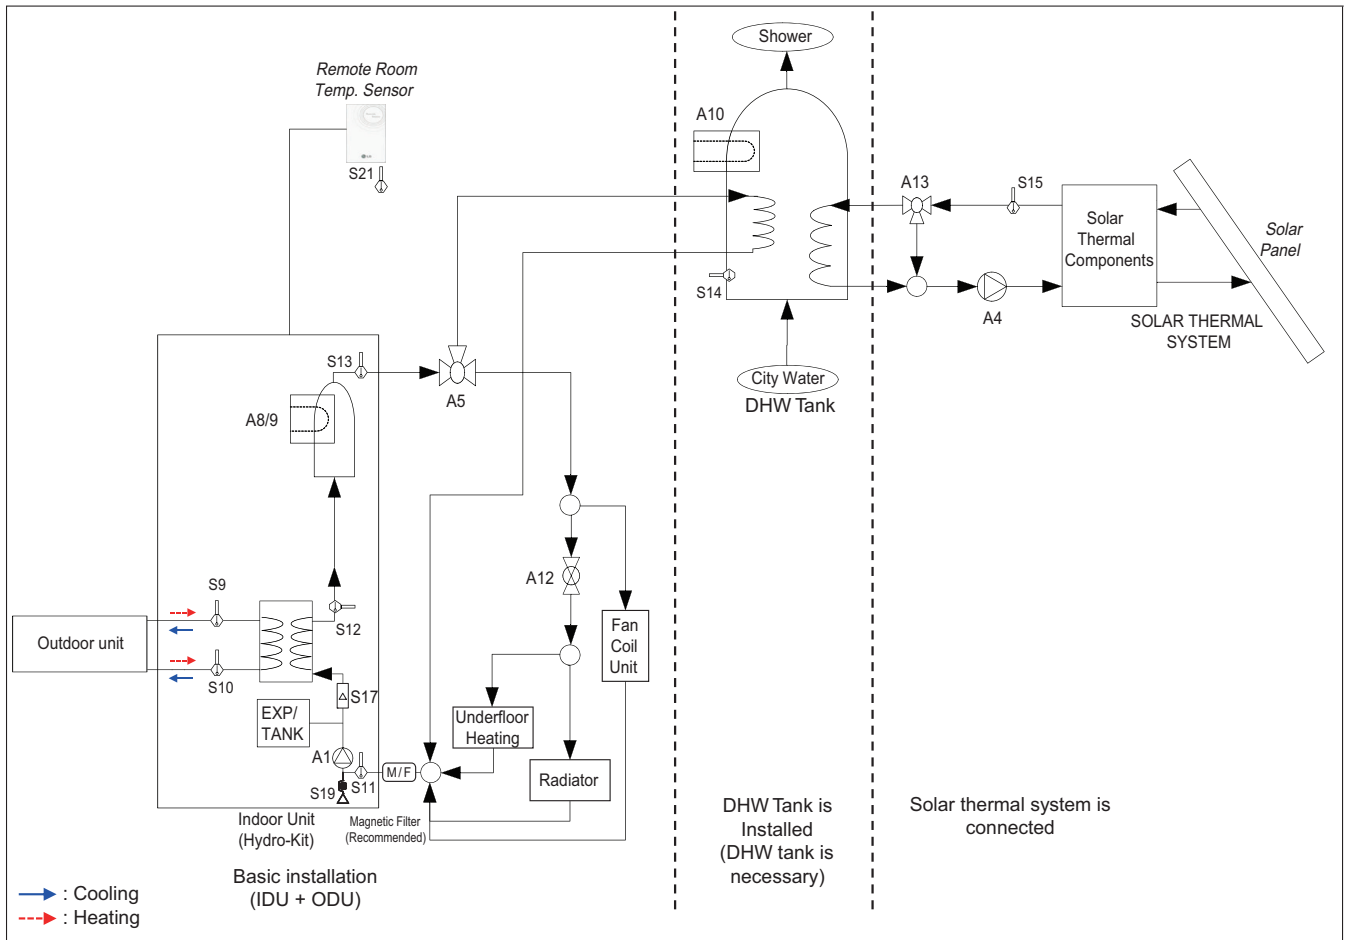 Shower
Remote Room
Temp. Sensor
A10
LG
S21
A13
S15
Solar
Thermal
Components
Solar
Panel
S14
A4
SOLAR THERMAL
SYSTEM
S13
A5
City Water
DHW Tank
A8/9
A12
S9
S12
Outdoor unit
Fan
Coil
Unit
S10
S17
EXP/
TANK
Underfloor
Heating
A1
M/F
S11
S19
Radiator
Indoor Unit
(Hydro-Kit)
Magnetic Filter
(Recommended)
DHW Tank is
Installed
(DHW tank is
necessary)
Solar thermal system is
connected
Basic installation
(IDU + ODU)
: Cooling
: Heating